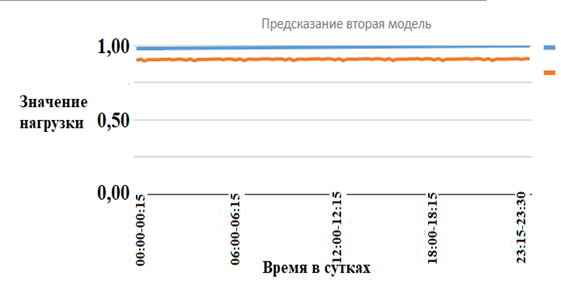 Предсказание вторая модель
1,00
Значение
нагрузки
0,50
0,00
00:00-00:15
06:00-06:15
12:00-12:15
18:00-18:15
23:15-23:30
Время в сутках